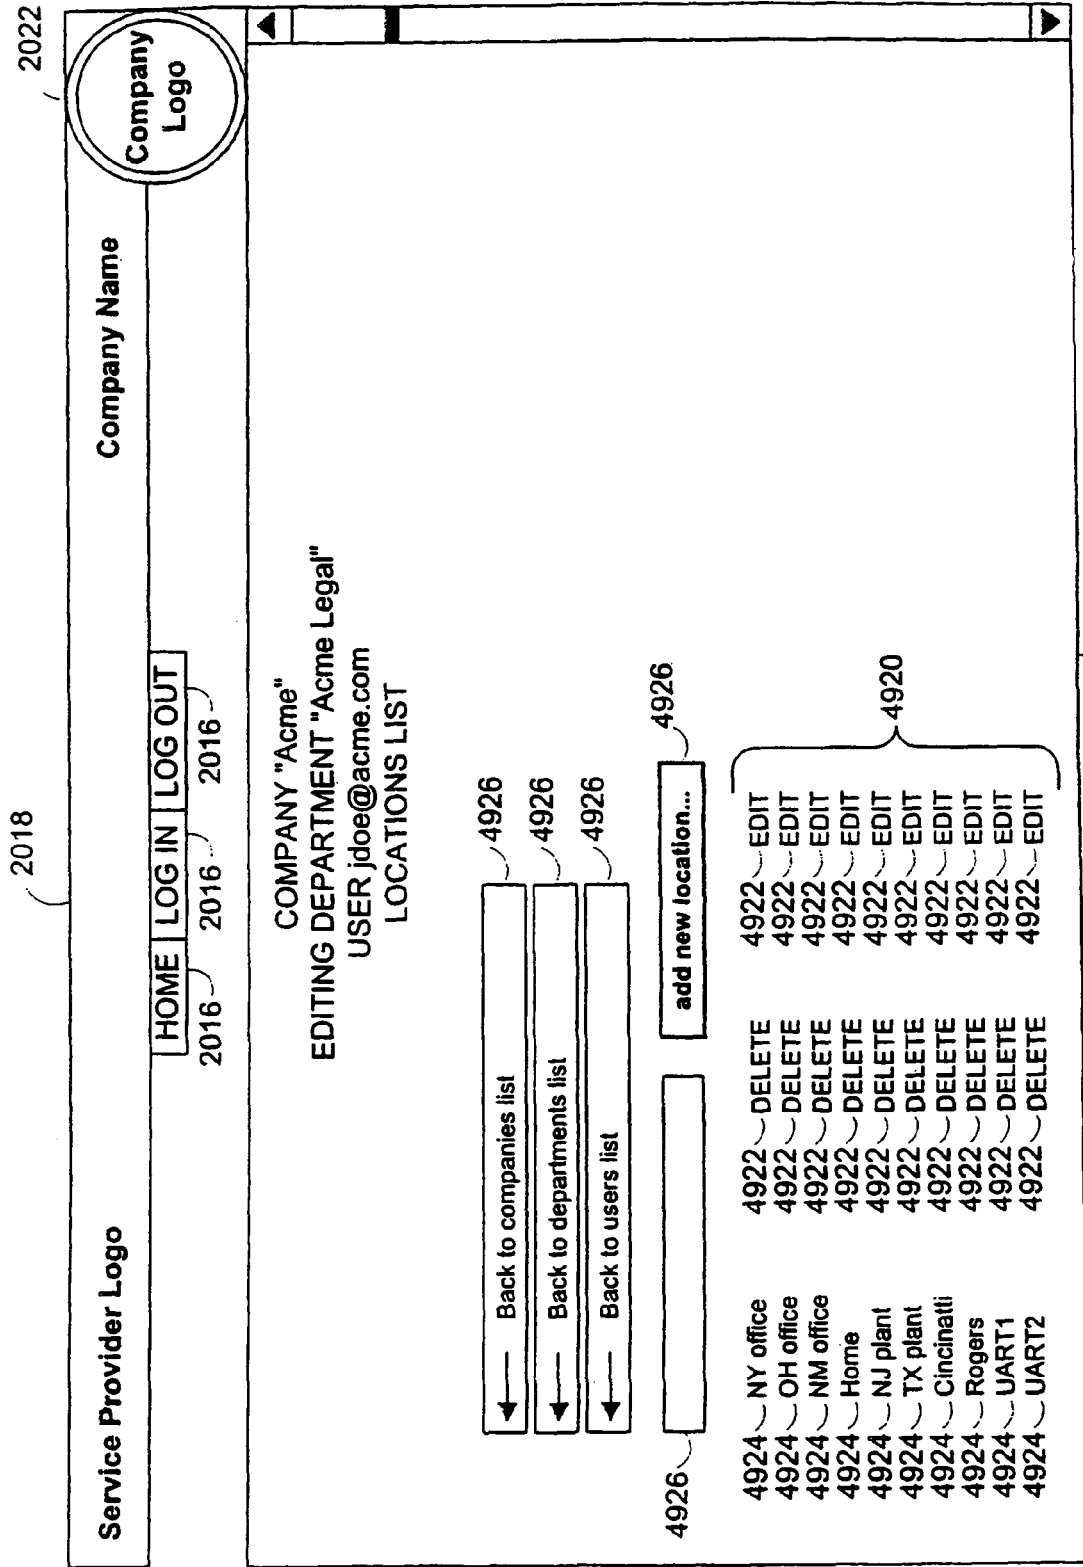 2018
2022
Service Provider Logo
Company Name
Company Logo
HOME LOG IN LOG OUT
2016 2016 2016
COMPANY "Acme"
EDITING DEPARTMENT "Acme Legal"
USER jdoe@acme.com
LOCATIONS LIST
Back to companies list 4926
Back to departments list 4926
Back to users list 4926
4926 add new location... 4926
4924 NY office 4922 DELETE 4922 EDIT
4924 OH office 4922 DELETE 4922 EDIT
4924 NM office 4922 DELETE 4922 EDIT
4924 Home 4922 DELETE 4922 EDIT
4924 NJ plant 4922 DELETE 4922 EDIT
4924 TX plant 4922 DELETE 4922 EDIT
4924 Cincinatti 4922 DELETE 4922 EDIT
4924 Rogers 4922 DELETE 4922 EDIT
4924 UART1 4922 DELETE 4922 EDIT
4924 UART2 4922 DELETE 4922 EDIT
4920